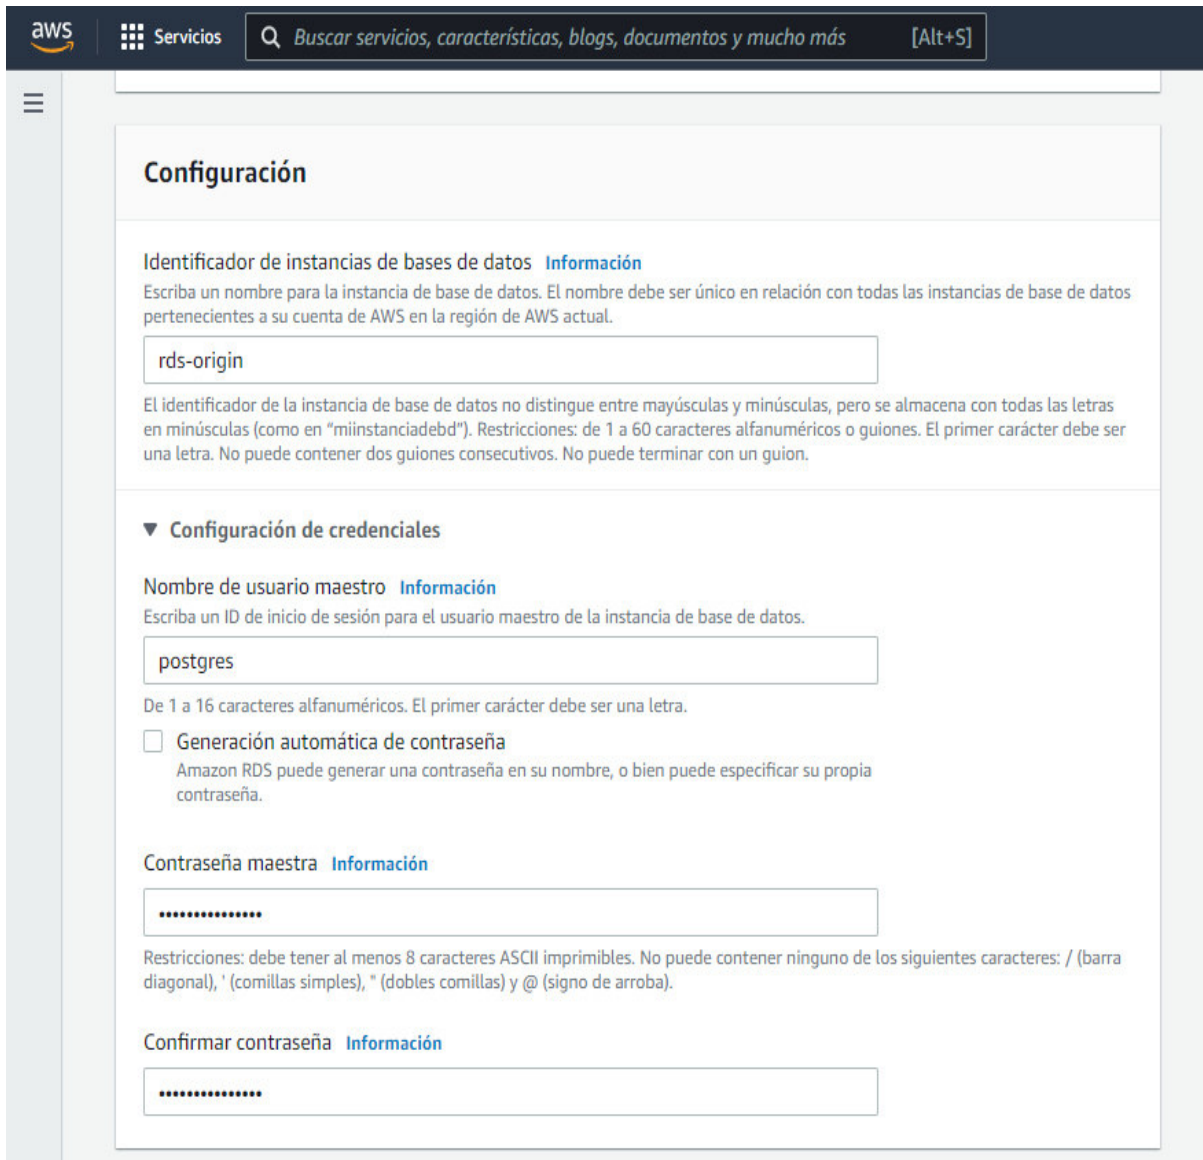 aws
Servicios
Buscar servicios, características, blogs, documentos y mucho más
[Alt+S]
Configuración
Identificador de instancias de bases de datos Información
Escriba un nombre para la instancia de base de datos. El nombre debe ser único en relación con todas las instancias de base de datos
pertenecientes a su cuenta de AWS en la región de AWS actual.
rds-origin
El identificador de la instancia de base de datos no distingue entre mayúsculas y minúsculas, pero se almacena con todas las letras
en minúsculas (como en "miinstanciadebd"). Restricciones: de 1 a 60 caracteres alfanuméricos o guiones. El primer carácter debe ser
una letra. No puede contener dos guiones consecutivos. No puede terminar con un guion.
Configuración de credenciales
Nombre de usuario maestro Información
Escriba un ID de inicio de sesión para el usuario maestro de la instancia de base de datos.
postgres
De 1 a 16 caracteres alfanuméricos. El primer carácter debe ser una letra.
Generación automática de contraseña
Amazon RDS puede generar una contraseña en su nombre, o bien puede especificar su propia
contraseña.
Contraseña maestra Información
•••••••••••••••
Restricciones: debe tener al menos 8 caracteres ASCII imprimibles. No puede contener ninguno de los siguientes caracteres: / (barra
diagonal), ' (comillas simples), " (dobles comillas) y @ (signo de arroba).
Confirmar contraseña Información
•••••••••••••••